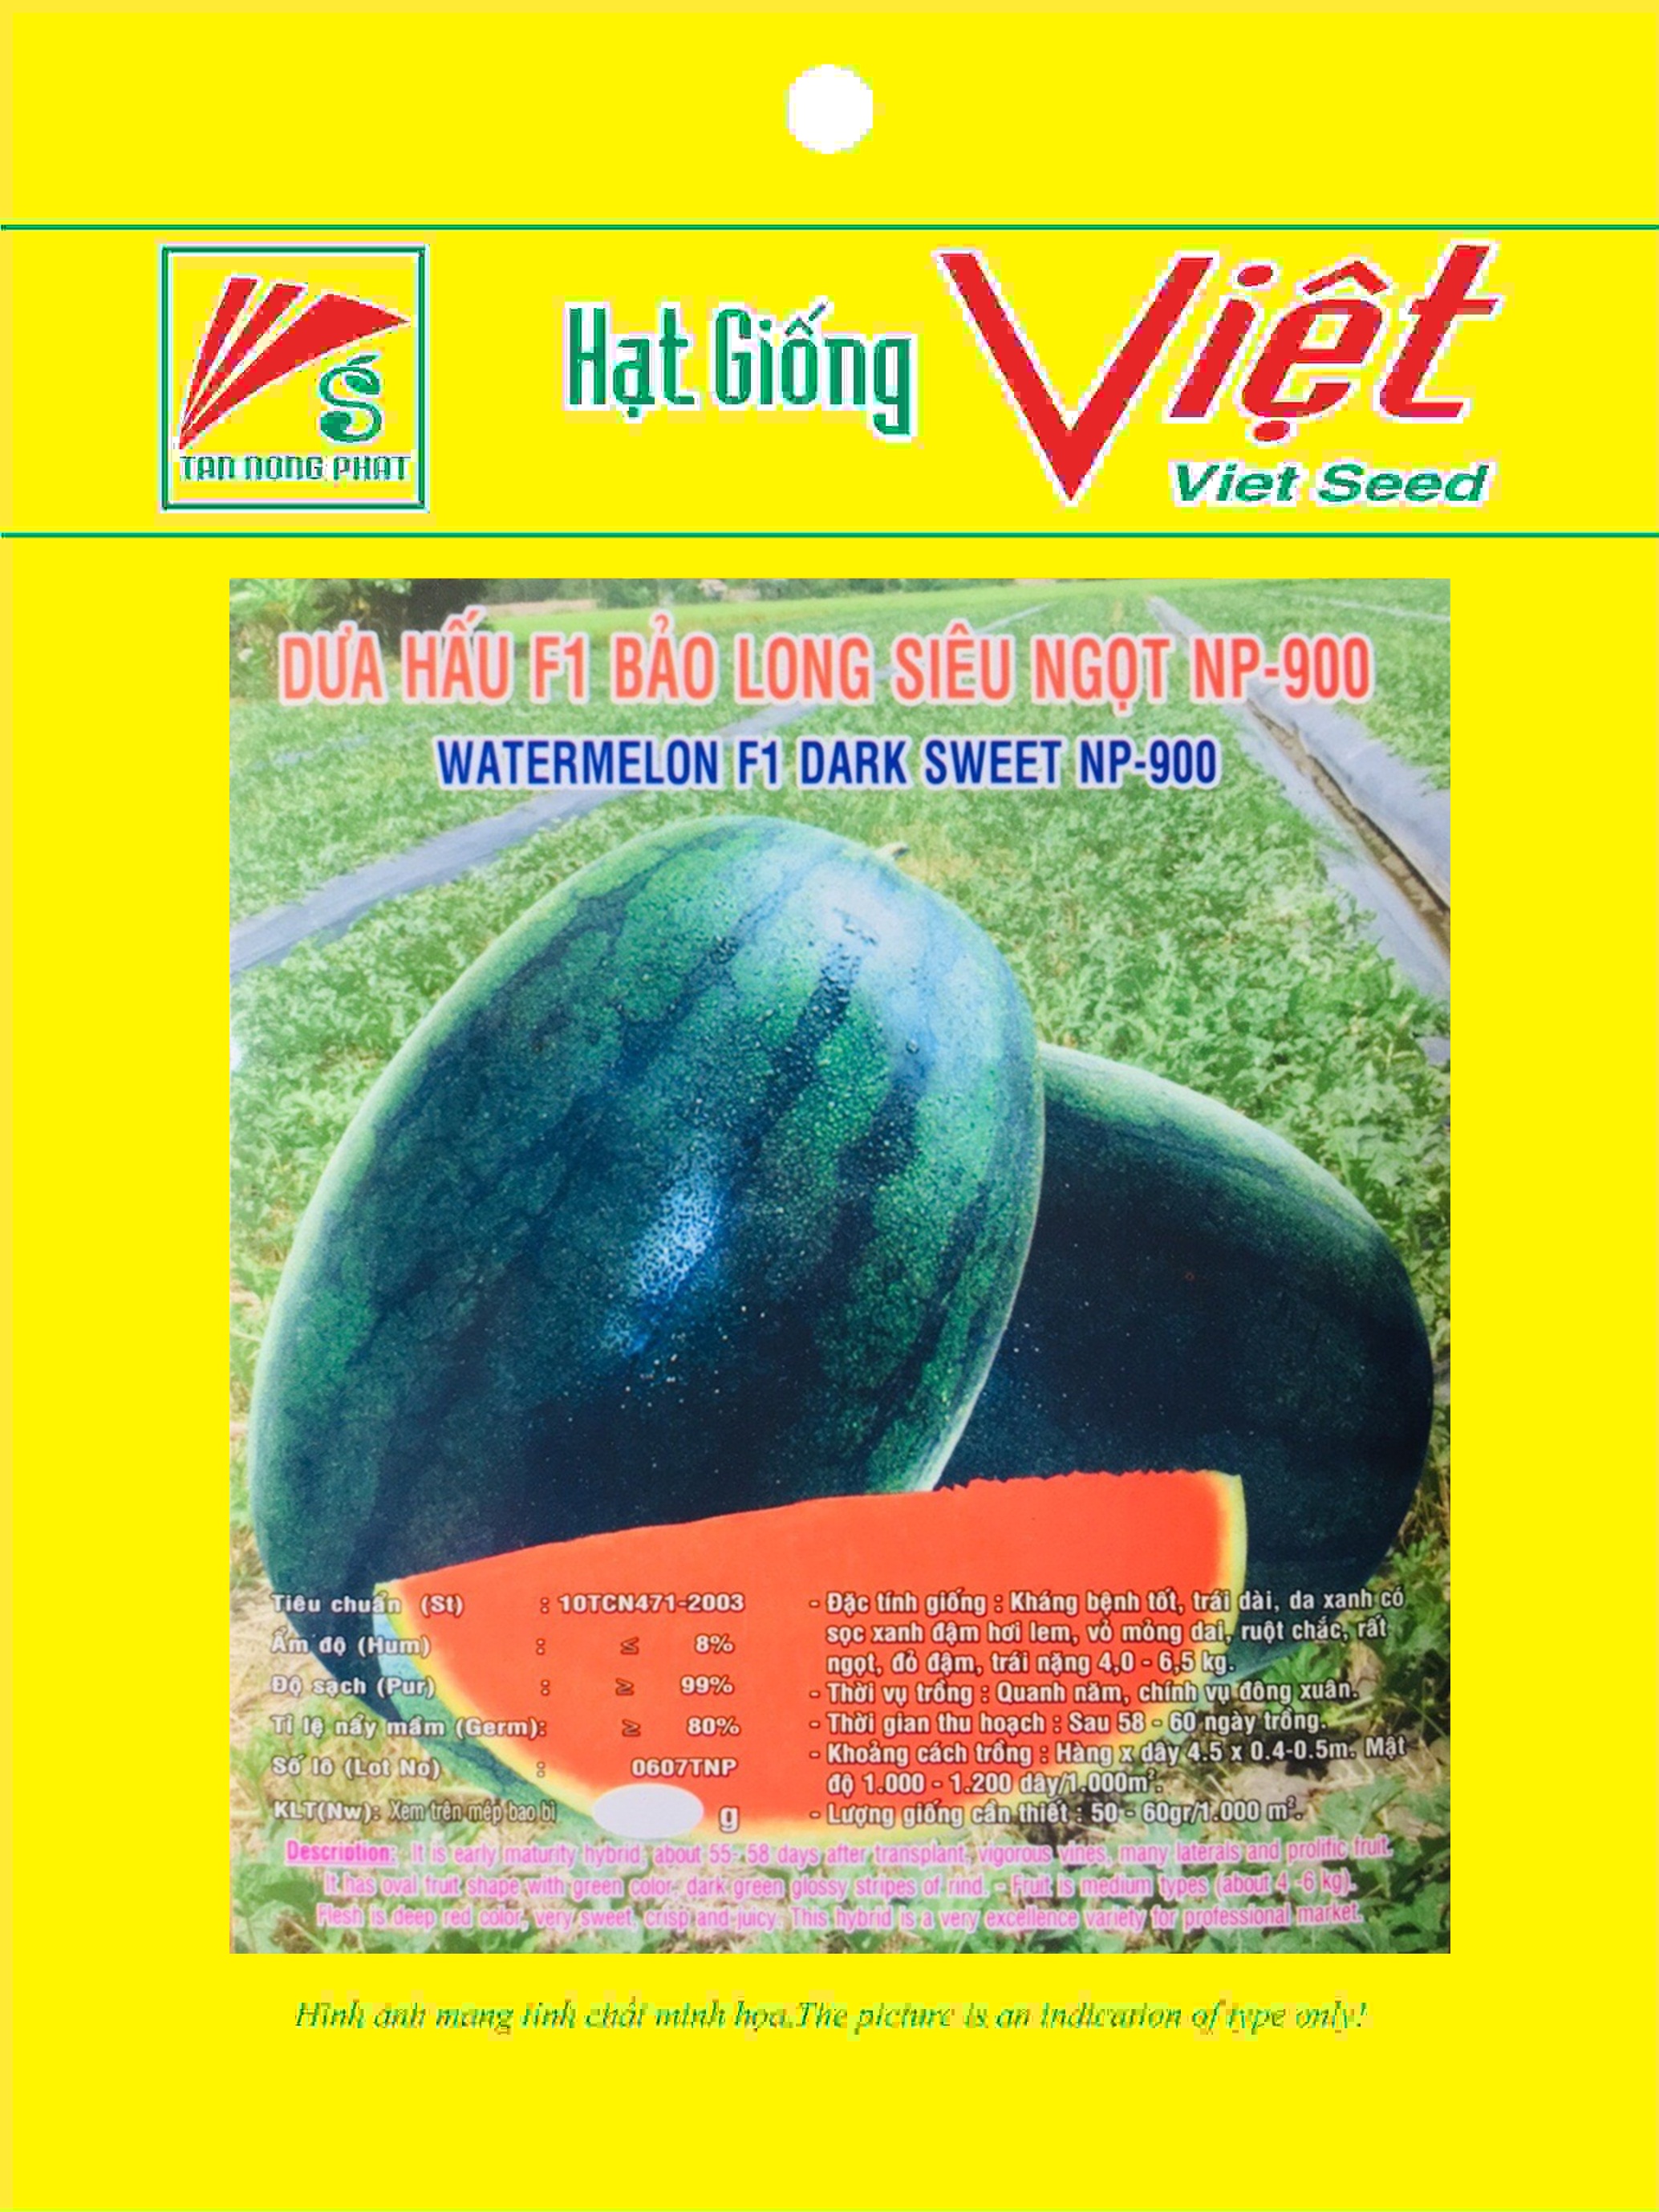 TAN NONG PHAT
Hạt Giống Việt
Viet Seed
DƯA HẤU F1 BẢO LONG SIÊU NGỌT NP-900
WATERMELON F1 DARK SWEET NP-900
Tiêu chuẩn (St) : 10TCN471-2003
Ẩm độ (Hum) : ≤ 8%
Độ sạch (Pur) : ≥ 99%
Tỉ lệ nẩy mầm (Germ): ≥ 80%
Số lô (Lot No) : 0607TNP
KLT(Nw): Xem trên mép bao bì g
- Đặc tính giống : Kháng bệnh tốt, trái dài, da xanh có
sọc xanh đậm hơi lem, vỏ mỏng dai, ruột chắc, rất
ngọt, đỏ đậm, trái nặng 4,0 - 6,5 kg.
- Thời vụ trồng : Quanh năm, chính vụ đông xuân.
- Thời gian thu hoạch : Sau 58 - 60 ngày trồng.
- Khoảng cách trồng : Hàng x dây 4.5 x 0.4-0.5m. Mật
độ 1.000 - 1.200 dây/1.000m².
- Lượng giống cần thiết : 50 - 60gr/1.000 m².
Description: It is early maturity hybrid, about 55- 58 days after transplant, vigorous vines, many laterals and prolific fruit.
It has oval fruit shape with green color, dark green glossy stripes of rind. - Fruit is medium types (about 4 -6 kg).
Flesh is deep red color, very sweet, crisp and juicy. This hybrid is a very excellence variety for professional market.
Hình ảnh mang tính chất minh họa.The picture is an indication of type only!